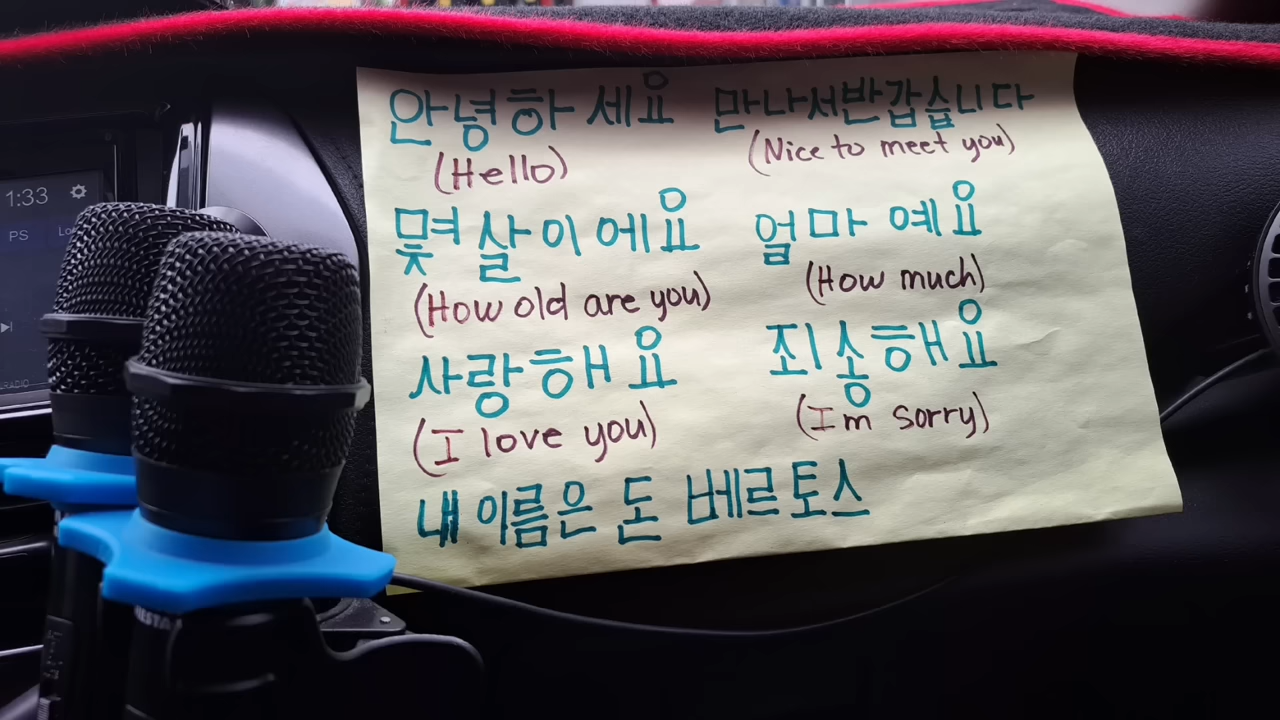 1:33
PS
안녕하세요 만나서반갑습니다
(Hello) (Nice to meet you)
몇살이에요 얼마예요
(How old are you) (How much)
사랑해요 죄송해요
(I love you) (Im sorry)
내 이름은 돈 베르토스